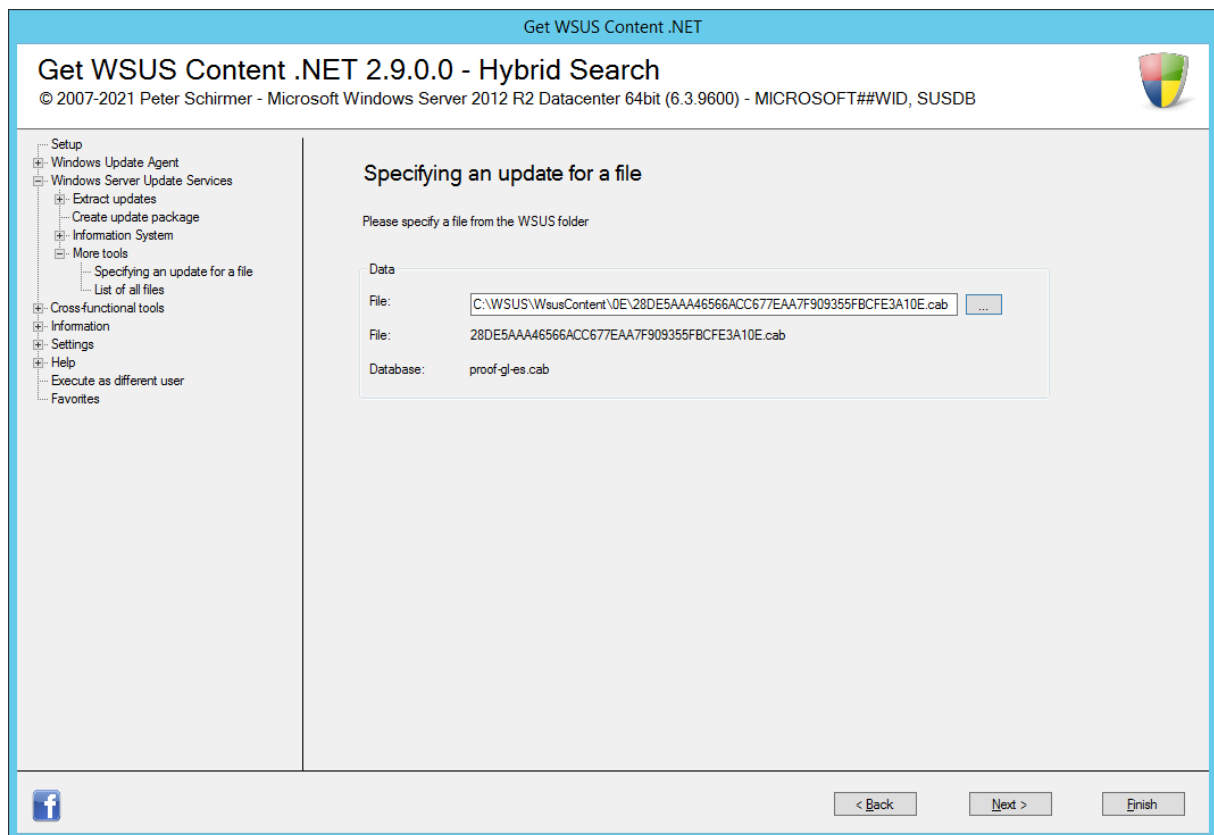 Get WSUS Content .NET
Get WSUS Content .NET 2.9.0.0 - Hybrid Search
© 2007-2021 Peter Schirmer - Microsoft Windows Server 2012 R2 Datacenter 64bit (6.3.9600) - MICROSOFT##WID, SUSDB
Setup
Windows Update Agent
Windows Server Update Services
Extract updates
Create update package
Information System
More tools
Specifying an update for a file
List of all files
Cross-functional tools
Information
Settings
Help
Execute as different user
Favorites
Specifying an update for a file
Please specify a file from the WSUS folder
Data
File: C:\WSUS\WsusContent\0E\28DE5AAA46566ACC677EAA7F909355FBCFE3A10E.cab ...
File: 28DE5AAA46566ACC677EAA7F909355FBCFE3A10E.cab
Database: proof-gl-es.cab
f
< Back Next > Finish